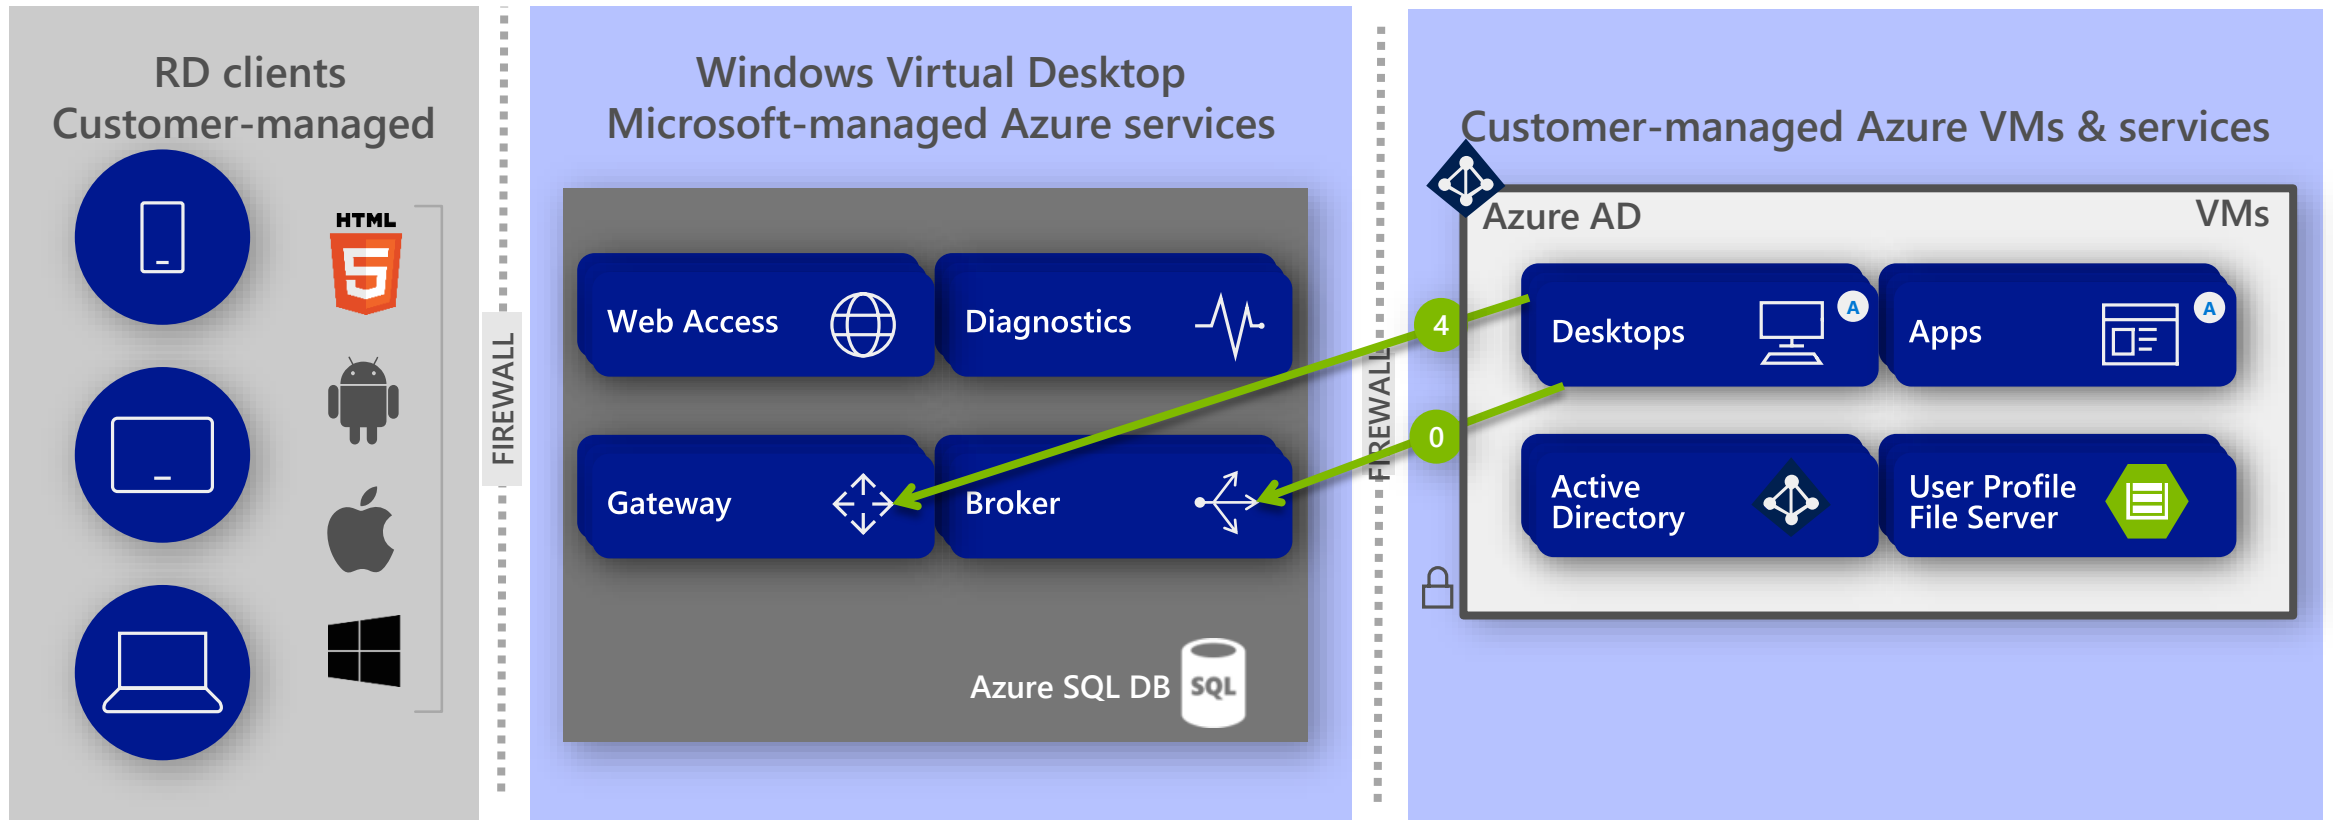 RD clients
Customer-managed
HTML
5
FIREWALL
Windows Virtual Desktop
Microsoft-managed Azure services
Web Access
Diagnostics
Gateway
Broker
Azure SQL DB
SQL
FIREWALL
4
0
Customer-managed Azure VMs & services
Azure AD
VMs
Desktops
A
Apps
A
Active
Directory
User Profile
File Server